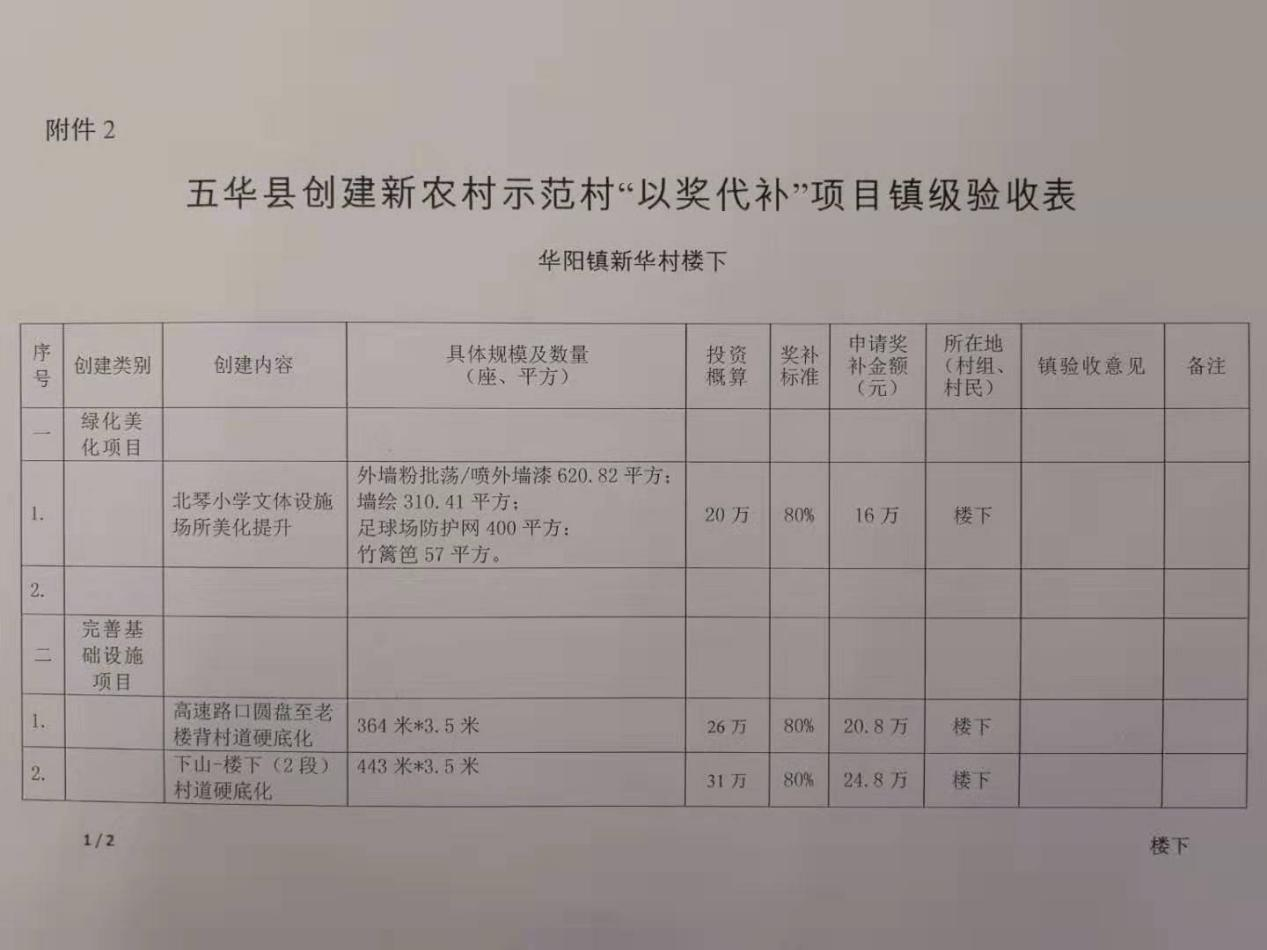 附件 2
五华县创建新农村示范村“以奖代补”项目镇级验收表
华阳镇新华村楼下
序号 创建类别 创建内容 具体规模及数量（座、平方） 投资概算 奖补标准 申请奖补金额（元） 所在地（村组、村民） 镇验收意见 备注
一 绿化美化项目
1. 北琴小学文体设施场所美化提升 外墙粉批荡/喷外墙漆 620.82 平方；
墙绘 310.41 平方；
足球场防护网 400 平方；
竹篱笆 57 平方。
20 万 80% 16 万 楼下
2.
二 完善基础设施项目
1. 高速路口圆盘至老楼背村道硬底化 364 米*3.5 米 26 万 80% 20.8 万 楼下
2. 下山-楼下（2 段）村道硬底化 443 米*3.5 米 31 万 80% 24.8 万 楼下
1 / 2
楼下